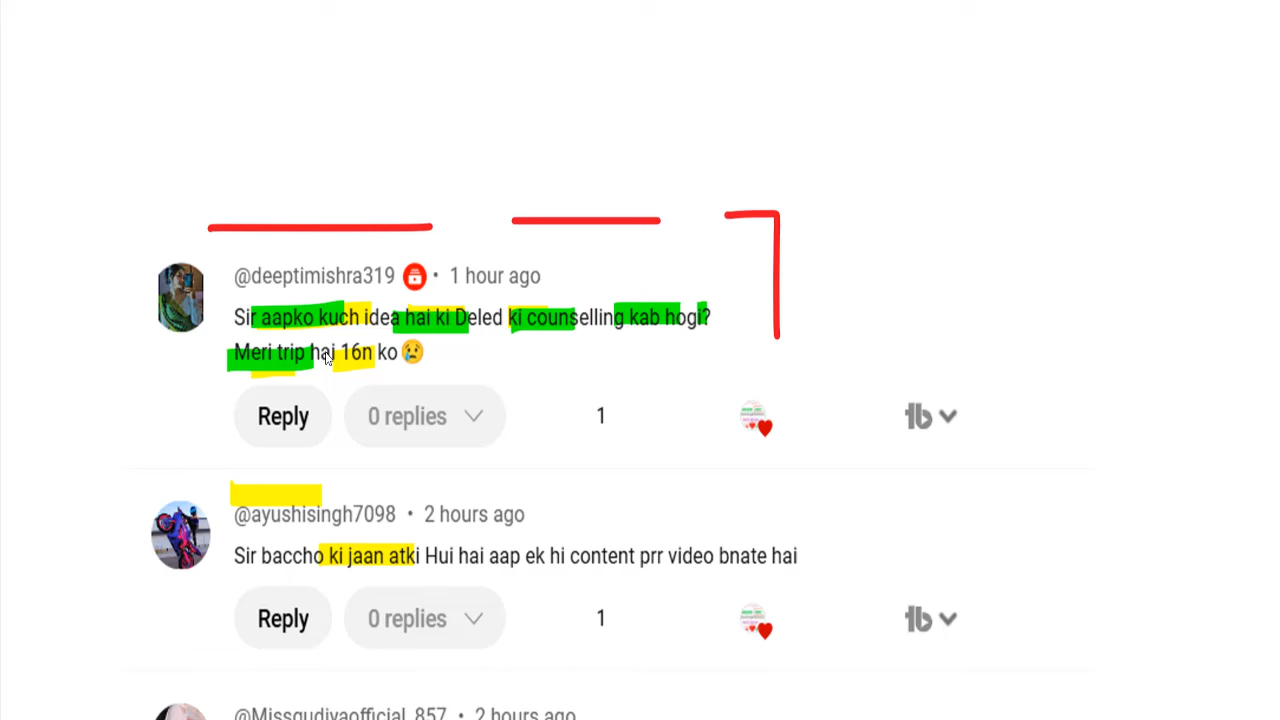 @deeptimishra319 • 1 hour ago
Sir aapko kuch idea hai ki Deled ki counselling kab hogi?
Meri trip hai 16n ko 😢
Reply 0 replies 1
@ayushisingh7098 • 2 hours ago
Sir baccho ki jaan atki Hui hai aap ek hi content prr video bnate hai
Reply 0 replies 1
@Missgudiyaofficial_857 • 2 hours ago